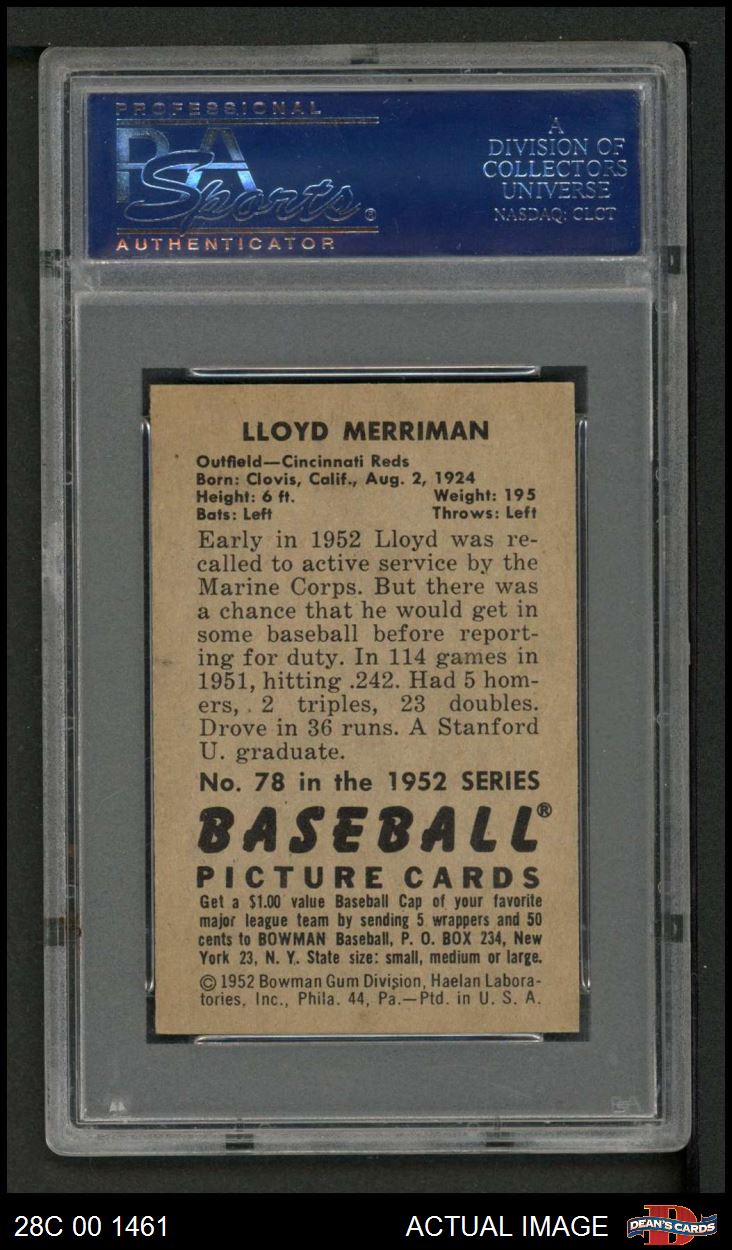 PROFESSIONAL
PSA
Sports®
AUTHENTICATOR
A
DIVISION OF
COLLECTORS
UNIVERSE
NASDAQ: CLCT
LLOYD MERRIMAN
Outfield—Cincinnati Reds
Born: Clovis, Calif., Aug. 2, 1924
Height: 6 ft. Weight: 195
Bats: Left Throws: Left
Early in 1952 Lloyd was re-
called to active service by the
Marine Corps. But there was
a chance that he would get in
some baseball before report-
ing for duty. In 114 games in
1951, hitting .242. Had 5 hom-
ers, 2 triples, 23 doubles.
Drove in 36 runs. A Stanford
U. graduate.
No. 78 in the 1952 SERIES
BASEBALL®
PICTURE CARDS
Get a $1.00 value Baseball Cap of your favorite
major league team by sending 5 wrappers and 50
cents to BOWMAN Baseball, P. O. BOX 234, New
York 23, N. Y. State size: small, medium or large.
© 1952 Bowman Gum Division, Haelan Labora-
tories, Inc., Phila. 44, Pa.—Ptd. in U. S. A.
PSA
28C 00 1461 ACTUAL IMAGE
DEAN'S CARDS